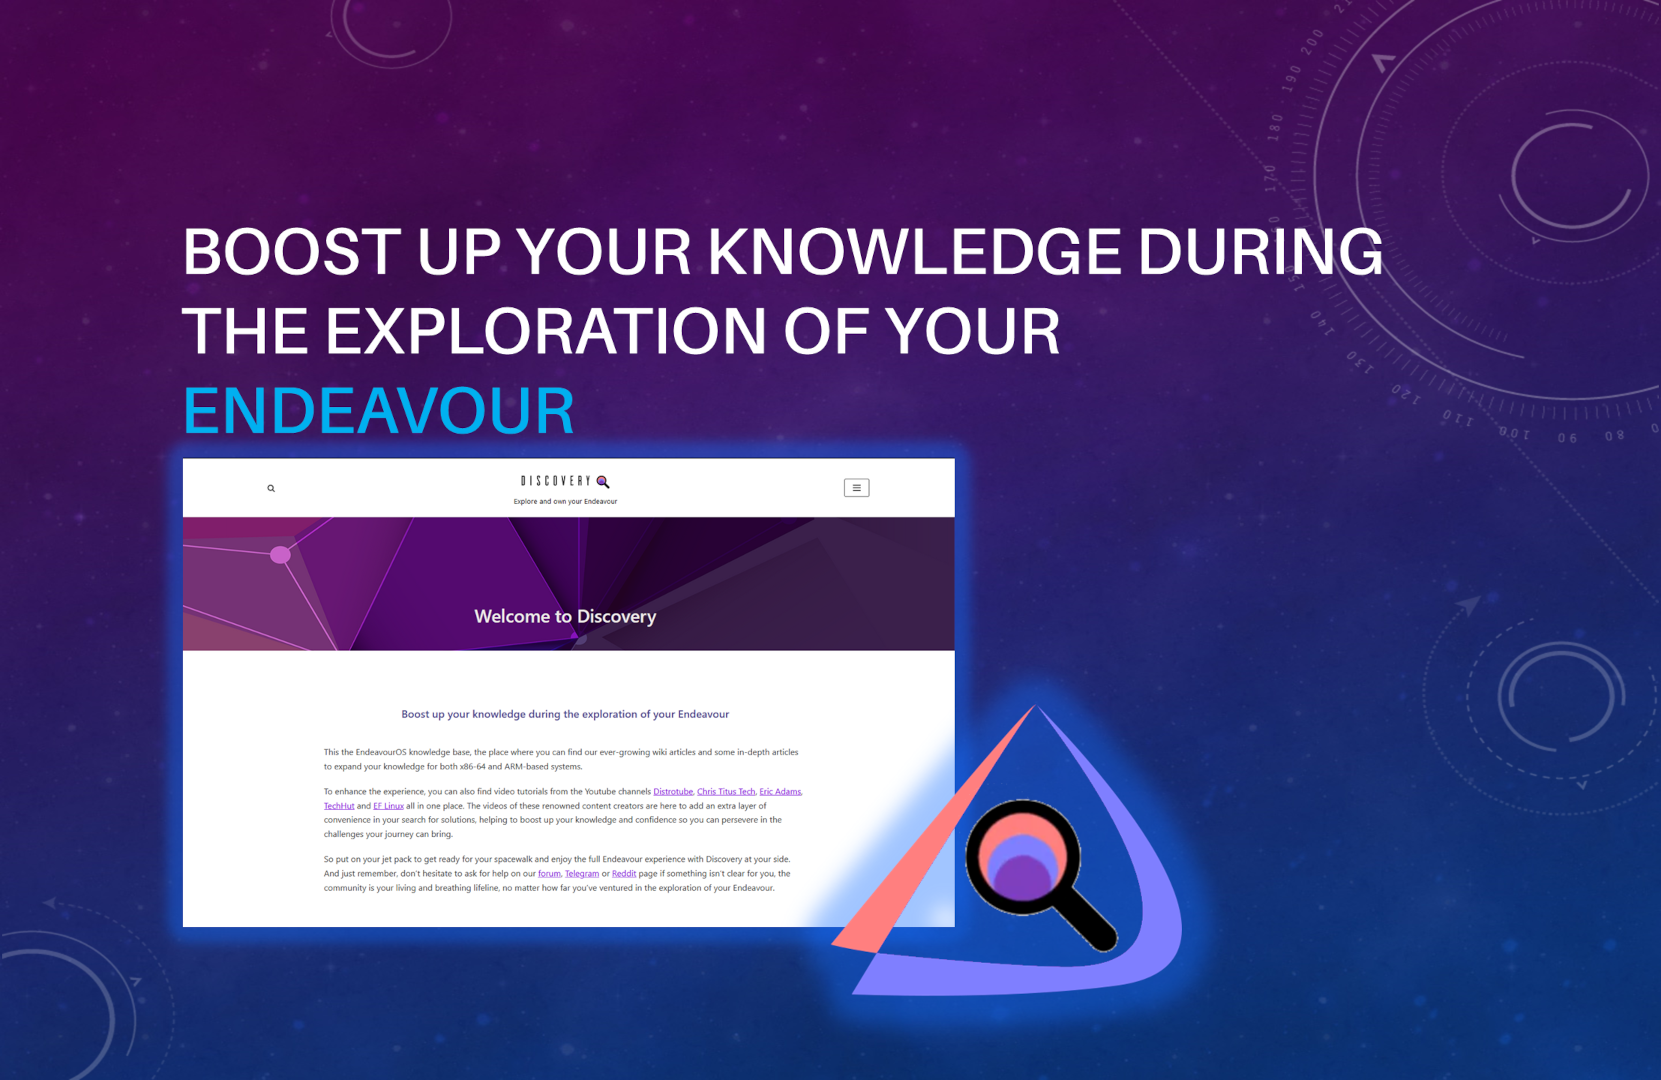 BOOST UP YOUR KNOWLEDGE DURING
THE EXPLORATION OF YOUR
ENDEAVOUR
DISCOVERY
Explore and own your Endeavour
Welcome to Discovery
Boost up your knowledge during the exploration of your Endeavour
This the EndeavourOS knowledge base, the place where you can find our ever-growing wiki articles and some in-depth articles
to expand your knowledge for both x86-64 and ARM-based systems.
To enhance the experience, you can also find video tutorials from the Youtube channels Distrotube, Chris Titus Tech, Eric Adams,
TechHut and EF Linux all in one place. The videos of these renowned content creators are here to add an extra layer of
convenience in your search for solutions, helping to boost up your knowledge and confidence so you can persevere in the
challenges your journey can bring.
So put on your jet pack to get ready for your spacewalk and enjoy the full Endeavour experience with Discovery at your side.
And just remember, don't hesitate to ask for help on our forum, Telegram or Reddit page if something isn't clear for you, the
community is your living and breathing lifeline, no matter how far you've ventured in the exploration of your Endeavour.
200
190
180
170
150
140
130
120
110
100
90
80